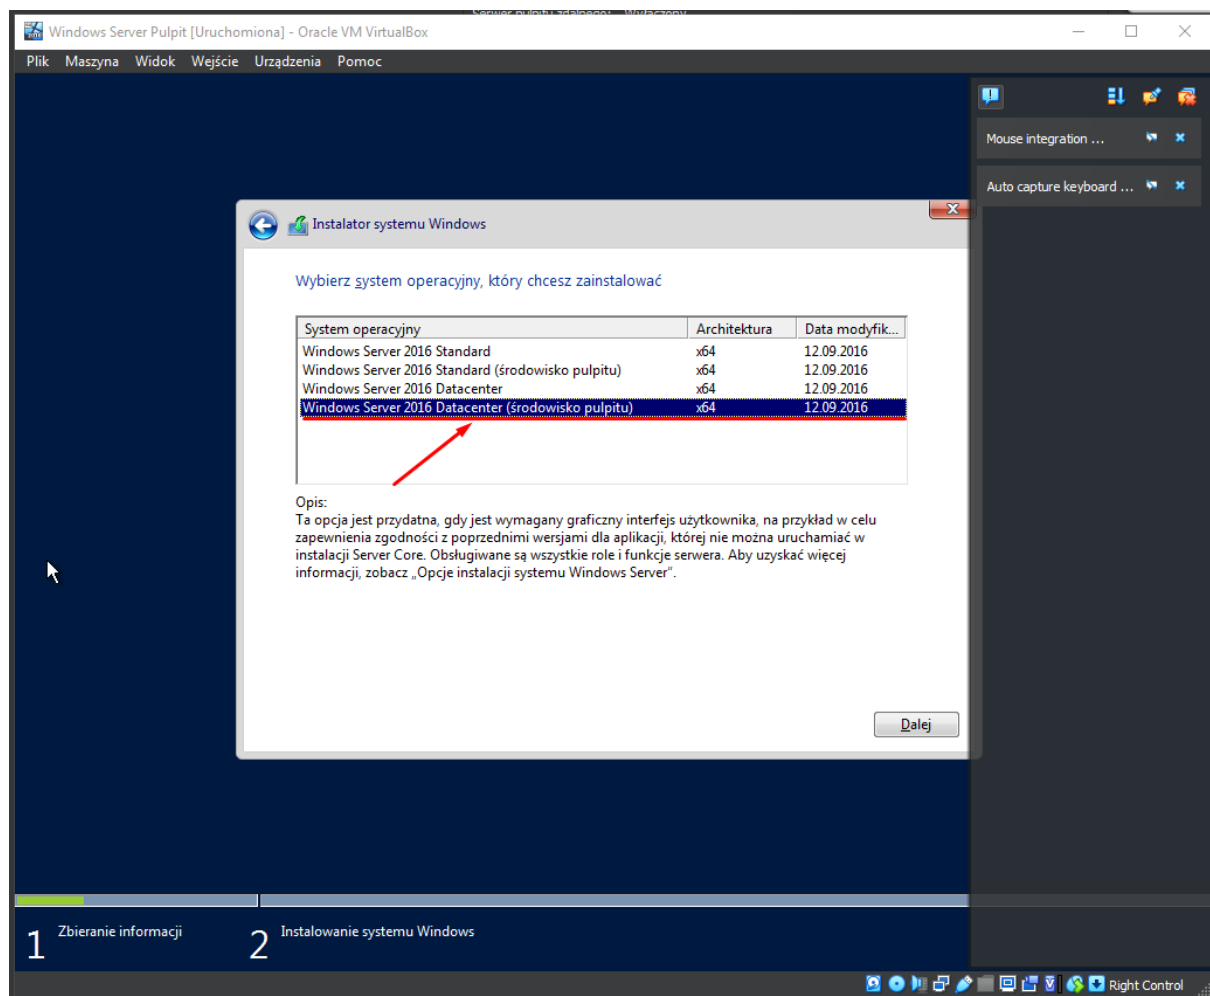 Serwer pulpitu zdalnego: Wyłączony
Windows Server Pulpit [Uruchomiona] - Oracle VM VirtualBox
Plik Maszyna Widok Wejście Urządzenia Pomoc
Mouse integration ...
Auto capture keyboard ...
Instalator systemu Windows
Wybierz system operacyjny, który chcesz zainstalować
System operacyjny Architektura Data modyfik...
Windows Server 2016 Standard x64 12.09.2016
Windows Server 2016 Standard (środowisko pulpitu) x64 12.09.2016
Windows Server 2016 Datacenter x64 12.09.2016
Windows Server 2016 Datacenter (środowisko pulpitu) x64 12.09.2016
Opis:
Ta opcja jest przydatna, gdy jest wymagany graficzny interfejs użytkownika, na przykład w celu
zapewnienia zgodności z poprzednimi wersjami dla aplikacji, której nie można uruchamiać w
instalacji Server Core. Obsługiwane są wszystkie role i funkcje serwera. Aby uzyskać więcej
informacji, zobacz „Opcje instalacji systemu Windows Server”.
Dalej
1 Zbieranie informacji
2 Instalowanie systemu Windows
Right Control